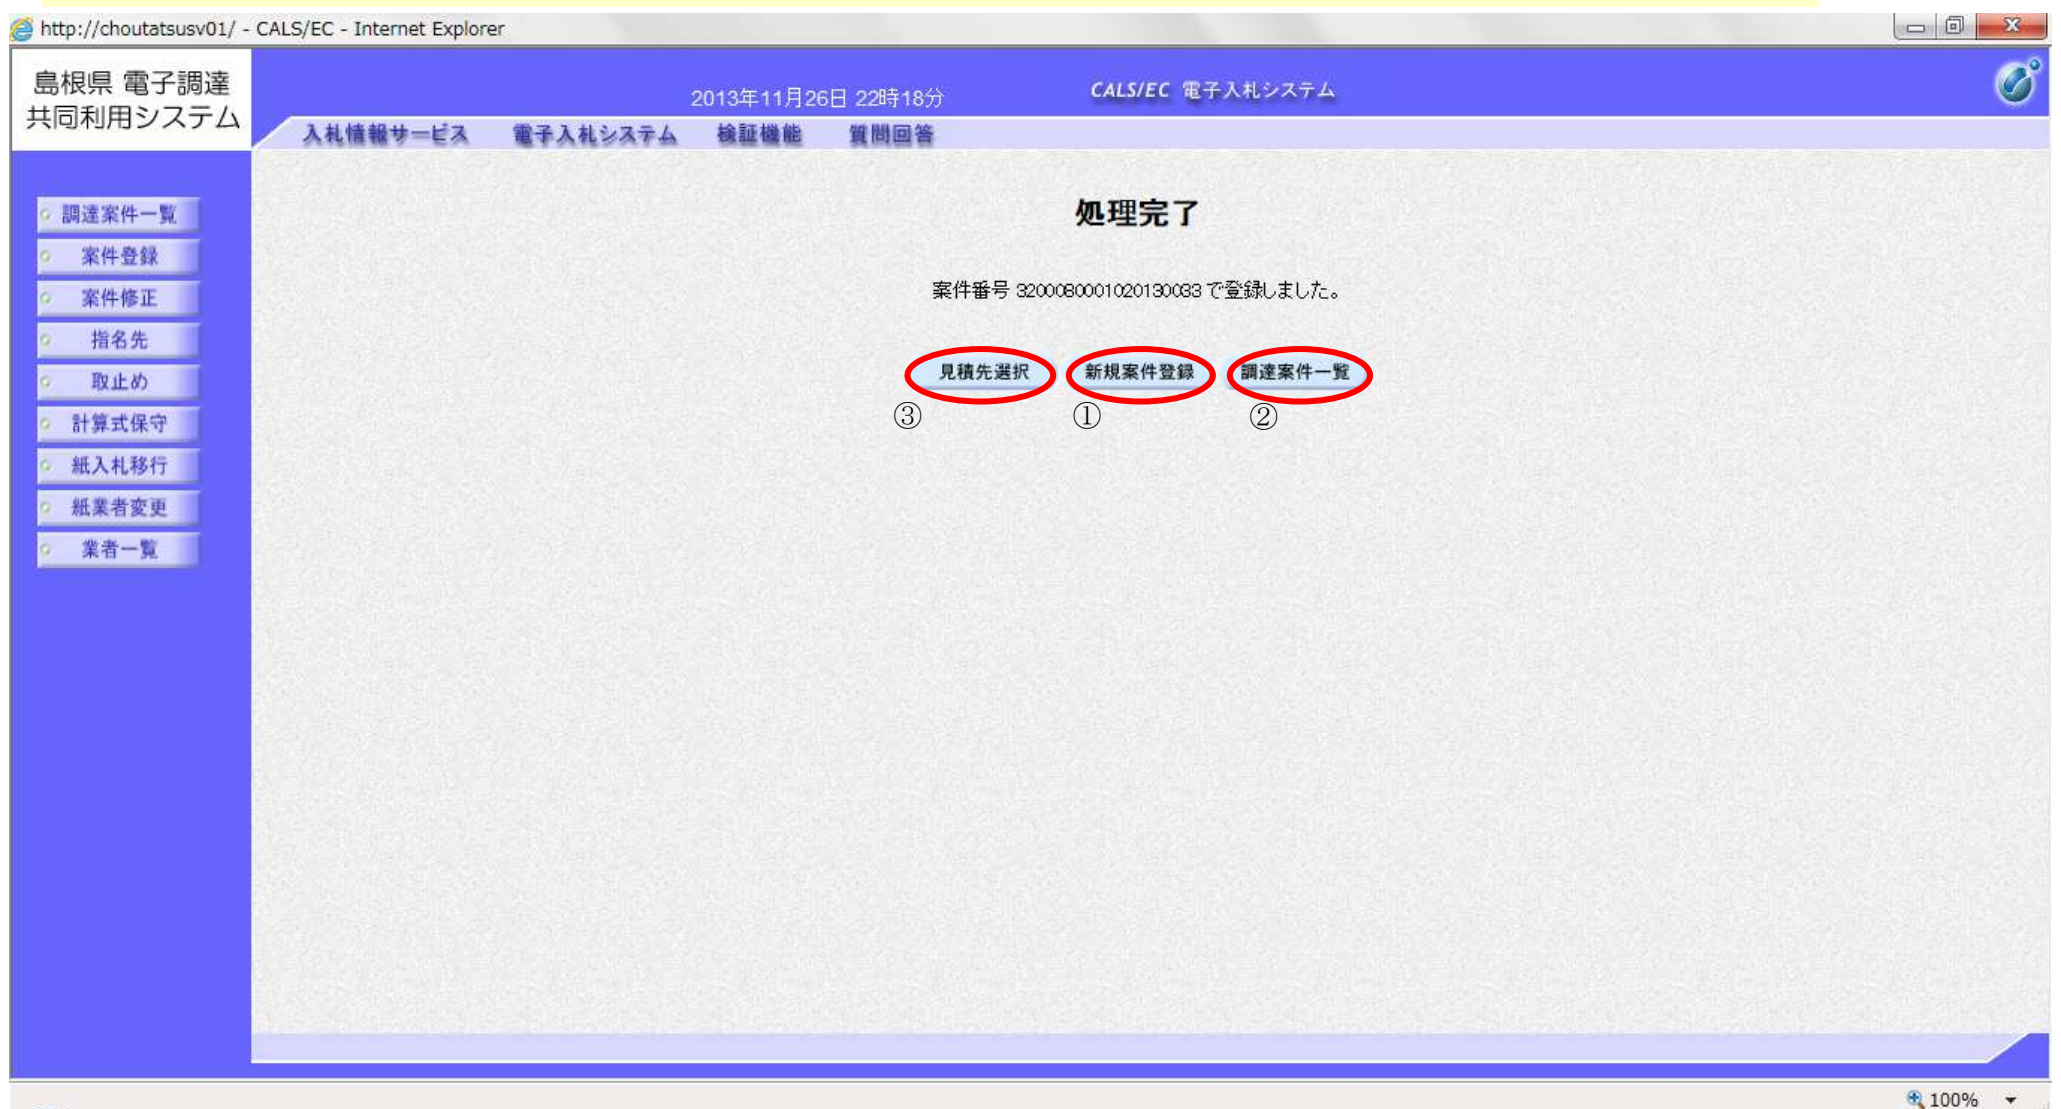 http://choutatsusv01/ - CALS/EC - Internet Explorer
島根県 電子調達
共同利用システム
2013年11月26日 22時18分
CALS/EC 電子入札システム
入札情報サービス 電子入札システム 検証機能 質問回答
調達案件一覧
案件登録
案件修正
指名先
取止め
計算式保守
紙入札移行
紙業者変更
業者一覧
処理完了
案件番号 3200080001020130033 で登録しました。
見積先選択 新規案件登録 調達案件一覧
③ ① ②
100%